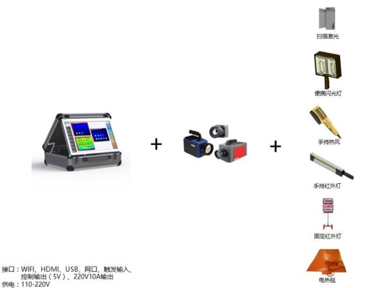 扫描激光
便携闪光灯
手持热风
手持红外灯
固定红外灯
电热毯
接口：WIFI、HDMI、USB、网口、触发输入、
控制输出（5V）、220V10A输出
供电：110-220V